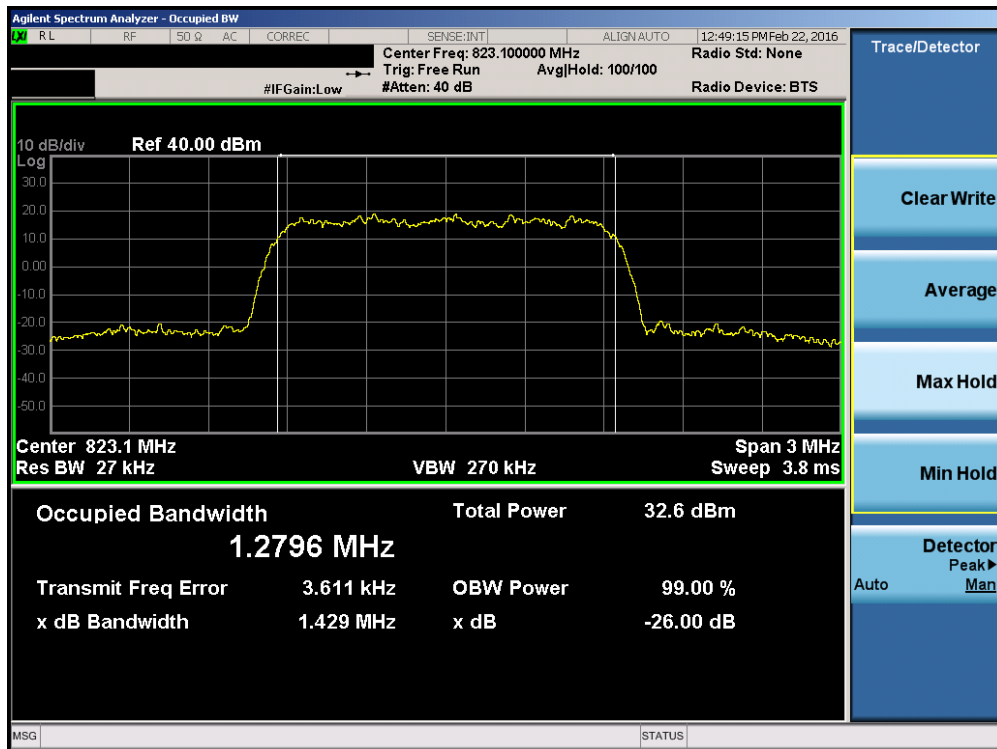 Agilent Spectrum Analyzer - Occupied BW
LXI RL RF 50 Ω AC CORREC SENSE:INT ALIGN AUTO 12:49:15 PM Feb 22, 2016
Center Freq: 823.100000 MHz Radio Std: None
Trig: Free Run Avg|Hold: 100/100
#IFGain:Low #Atten: 40 dB Radio Device: BTS
10 dB/div Ref 40.00 dBm
Log
30.0
20.0
10.0
0.00
-10.0
-20.0
-30.0
-40.0
-50.0
Center 823.1 MHz Span 3 MHz
Res BW 27 kHz VBW 270 kHz Sweep 3.8 ms
Occupied Bandwidth Total Power 32.6 dBm
1.2796 MHz
Transmit Freq Error 3.611 kHz OBW Power 99.00 %
x dB Bandwidth 1.429 MHz x dB -26.00 dB
MSG STATUS
Trace/Detector
Clear Write
Average
Max Hold
Min Hold
Detector
Peak▶
Auto Man